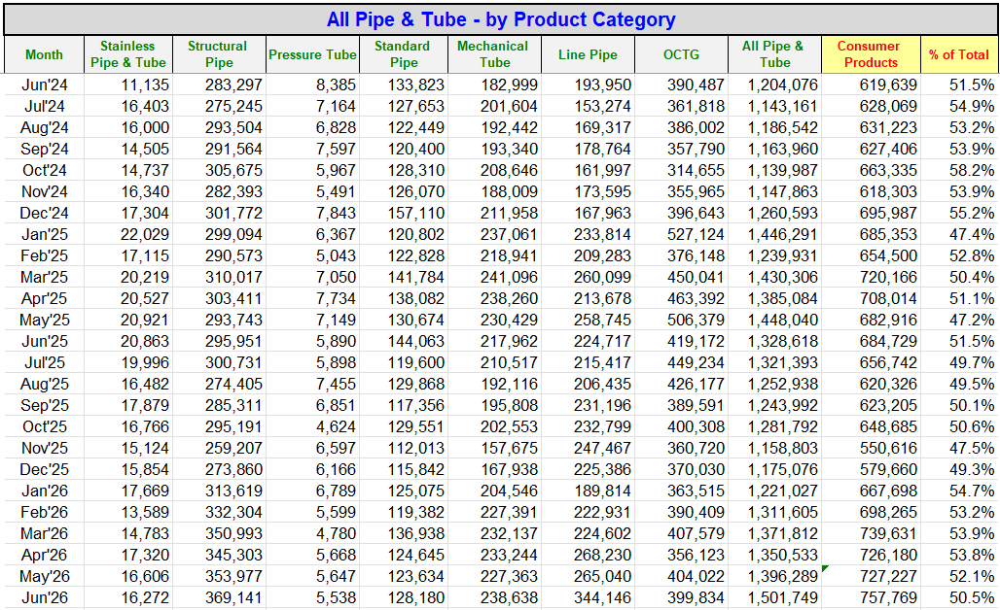 All Pipe & Tube - by Product Category
Month Stainless Pipe & Tube Structural Pipe Pressure Tube Standard Pipe Mechanical Tube Line Pipe OCTG All Pipe & Tube Consumer Products % of Total
Jun'24 11,135 283,297 8,385 133,823 182,999 193,950 390,487 1,204,076 619,639 51.5%
Jul'24 16,403 275,245 7,164 127,653 201,604 153,274 361,818 1,143,161 628,069 54.9%
Aug'24 16,000 293,504 6,828 122,449 192,442 169,317 386,002 1,186,542 631,223 53.2%
Sep'24 14,505 291,564 7,597 120,400 193,340 178,764 357,790 1,163,960 627,406 53.9%
Oct'24 14,737 305,675 5,967 128,310 208,646 161,997 314,655 1,139,987 663,335 58.2%
Nov'24 16,340 282,393 5,491 126,070 188,009 173,595 355,965 1,147,863 618,303 53.9%
Dec'24 17,304 301,772 7,843 157,110 211,958 167,963 396,643 1,260,593 695,987 55.2%
Jan'25 22,029 299,094 6,367 120,802 237,061 233,814 527,124 1,446,291 685,353 47.4%
Feb'25 17,115 290,573 5,043 122,828 218,941 209,283 376,148 1,239,931 654,500 52.8%
Mar'25 20,219 310,017 7,050 141,784 241,096 260,099 450,041 1,430,306 720,166 50.4%
Apr'25 20,527 303,411 7,734 138,082 238,260 213,678 463,392 1,385,084 708,014 51.1%
May'25 20,921 293,743 7,149 130,674 230,429 258,745 506,379 1,448,040 682,916 47.2%
Jun'25 20,863 295,951 5,890 144,063 217,962 224,717 419,172 1,328,618 684,729 51.5%
Jul'25 19,996 300,731 5,898 119,600 210,517 215,417 449,234 1,321,393 656,742 49.7%
Aug'25 16,482 274,405 7,455 129,868 192,116 206,435 426,177 1,252,938 620,326 49.5%
Sep'25 17,879 285,311 6,851 117,356 195,808 231,196 389,591 1,243,992 623,205 50.1%
Oct'25 16,766 295,191 4,624 129,551 202,553 232,799 400,308 1,281,792 648,685 50.6%
Nov'25 15,124 259,207 6,597 112,013 157,675 247,467 360,720 1,158,803 550,616 47.5%
Dec'25 15,854 273,860 6,166 115,842 167,938 225,386 370,030 1,175,076 579,660 49.3%
Jan'26 17,669 313,619 6,789 125,075 204,546 189,814 363,515 1,221,027 667,698 54.7%
Feb'26 13,589 332,304 5,599 119,382 227,391 222,931 390,409 1,311,605 698,265 53.2%
Mar'26 14,783 350,993 4,780 136,938 232,137 224,602 407,579 1,371,812 739,631 53.9%
Apr'26 17,320 345,303 5,668 124,645 233,244 268,230 356,123 1,350,533 726,180 53.8%
May'26 16,606 353,977 5,647 123,634 227,363 265,040 404,022 1,396,289 727,227 52.1%
Jun'26 16,272 369,141 5,538 128,180 238,638 344,146 399,834 1,501,749 757,769 50.5%